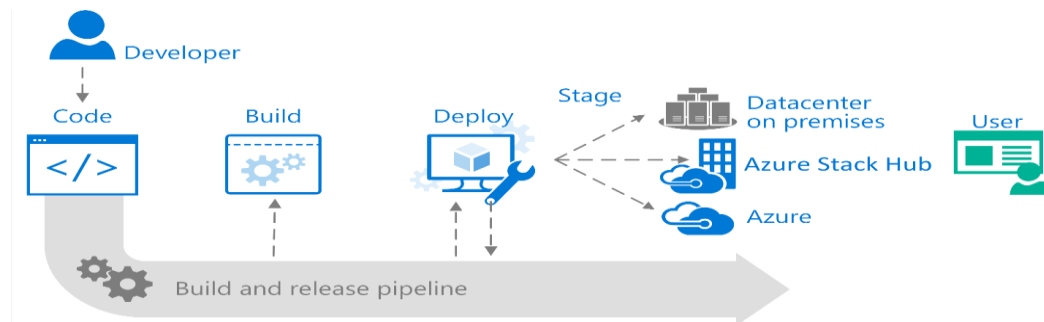 Developer
Code
Build
Deploy
Stage
Datacenter
on premises
Azure Stack Hub
Azure
User
</>
Build and release pipeline